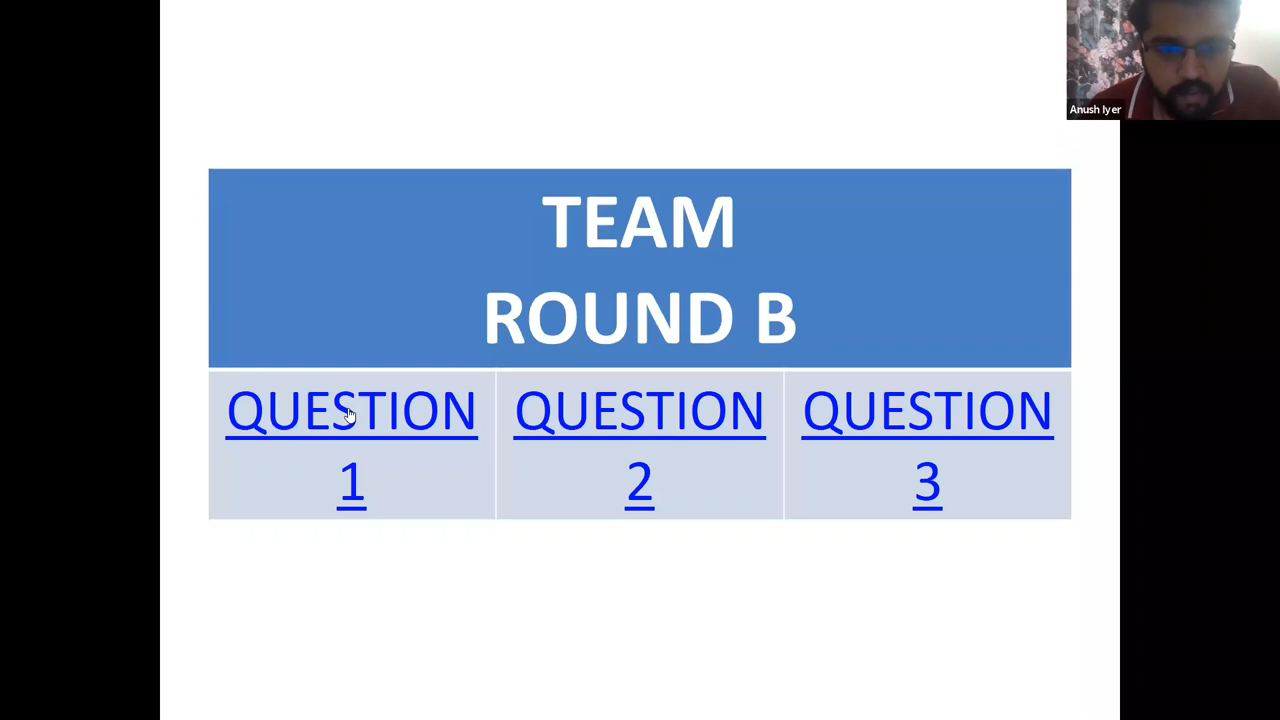 Anush Iyer
TEAM
ROUND B
QUESTION
1
QUESTION
2
QUESTION
3